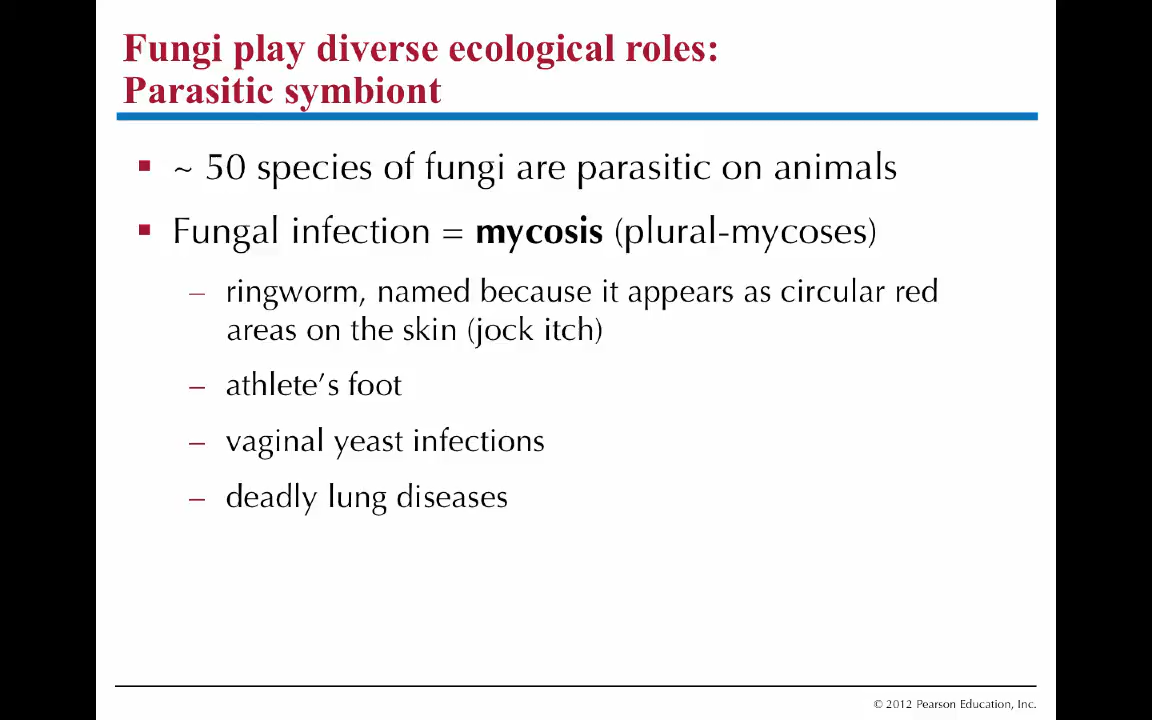 Fungi play diverse ecological roles:
Parasitic symbiont
▪ ~ 50 species of fungi are parasitic on animals
▪ Fungal infection = mycosis (plural-mycoses)
– ringworm, named because it appears as circular red
areas on the skin (jock itch)
– athlete’s foot
– vaginal yeast infections
– deadly lung diseases
© 2012 Pearson Education, Inc.